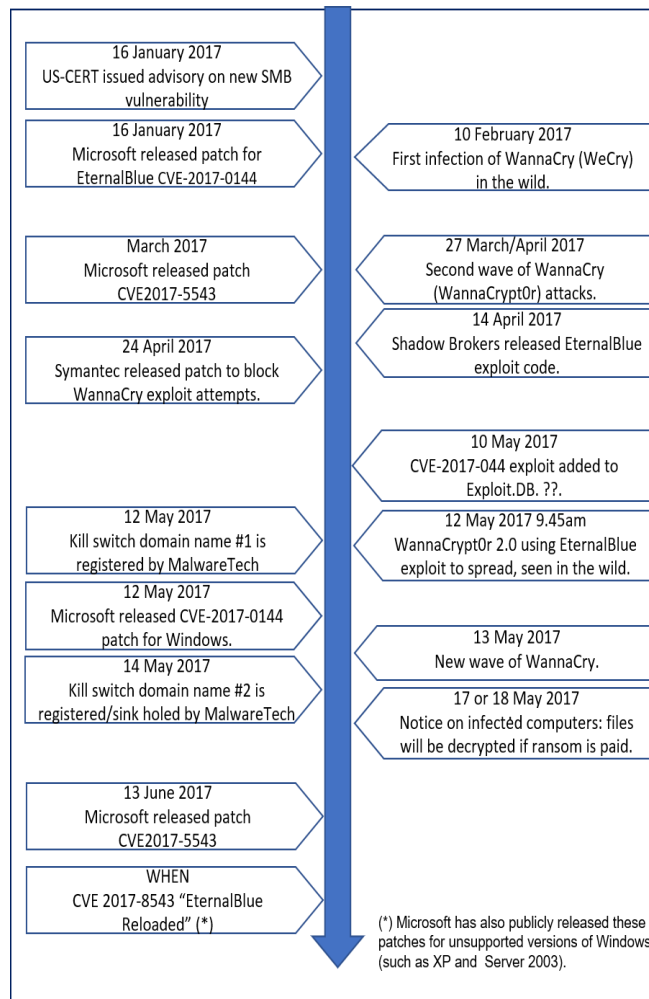 16 January 2017
US-CERT issued advisory on new SMB
vulnerability
16 January 2017
Microsoft released patch for
EternalBlue CVE-2017-0144
10 February 2017
First infection of WannaCry (WeCry)
in the wild.
March 2017
Microsoft released patch
CVE2017-5543
27 March/April 2017
Second wave of WannaCry
(WannaCrypt0r) attacks.
14 April 2017
Shadow Brokers released EternalBlue
exploit code.
24 April 2017
Symantec released patch to block
WannaCry exploit attempts.
10 May 2017
CVE-2017-044 exploit added to
Exploit.DB. ??.
12 May 2017
Kill switch domain name #1 is
registered by MalwareTech
12 May 2017 9.45am
WannaCrypt0r 2.0 using EternalBlue
exploit to spread, seen in the wild.
12 May 2017
Microsoft released CVE-2017-0144
patch for Windows.
13 May 2017
New wave of WannaCry.
14 May 2017
Kill switch domain name #2 is
registered/sink holed by MalwareTech
17 or 18 May 2017
Notice on infected computers: files
will be decrypted if ransom is paid.
13 June 2017
Microsoft released patch
CVE2017-5543
WHEN
CVE 2017-8543 “EternalBlue
Reloaded” (*)
(*) Microsoft has also publicly released these
patches for unsupported versions of Windows
(such as XP and Server 2003).